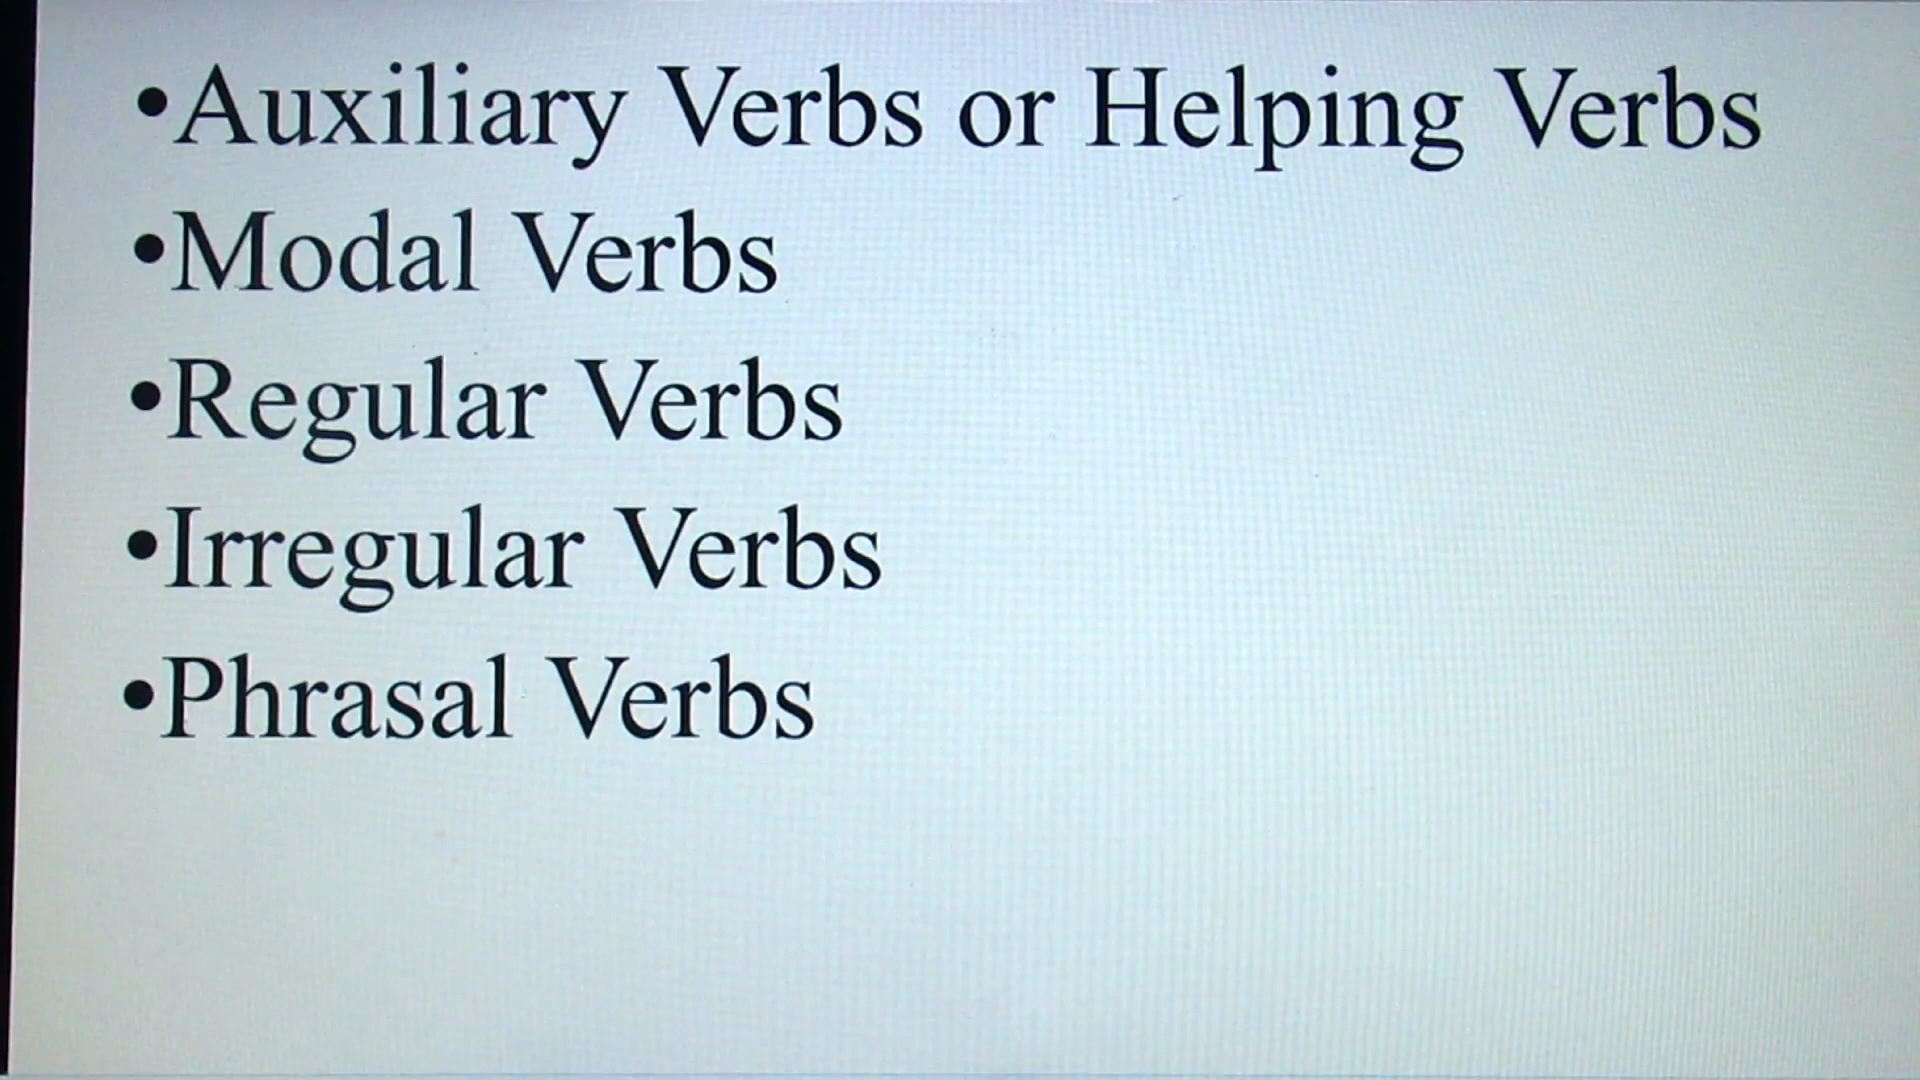 •Auxiliary Verbs or Helping Verbs
•Modal Verbs
•Regular Verbs
•Irregular Verbs
•Phrasal Verbs